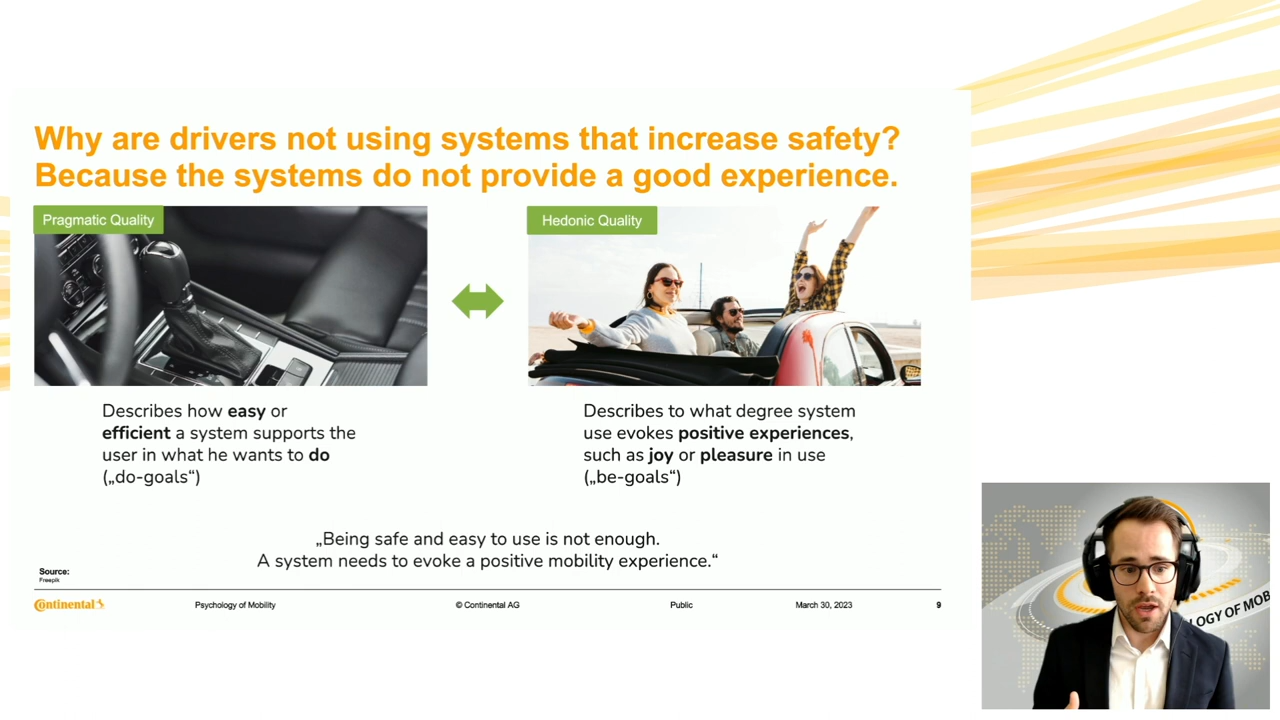 Why are drivers not using systems that increase safety?
Because the systems do not provide a good experience.
Pragmatic Quality
Hedonic Quality
Describes how easy or
efficient a system supports the
user in what he wants to do
(„do-goals“)
Describes to what degree system
use evokes positive experiences,
such as joy or pleasure in use
(„be-goals“)
„Being safe and easy to use is not enough.
A system needs to evoke a positive mobility experience.“
Source:
Freepik
Continental
Psychology of Mobility
© Continental AG
Public
March 30, 2023
9
LOGY OF MOB